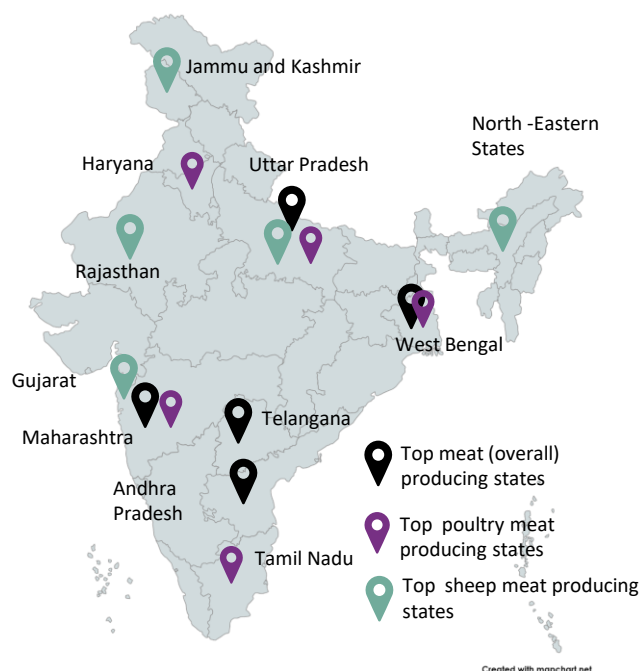 Jammu and Kashmir
North -Eastern
States
Haryana
Uttar Pradesh
Rajasthan
West Bengal
Gujarat
Maharashtra
Telangana
Andhra
Pradesh
Tamil Nadu
Top meat (overall)
producing states
Top poultry meat
producing states
Top sheep meat producing
states
Created with mapchart.net